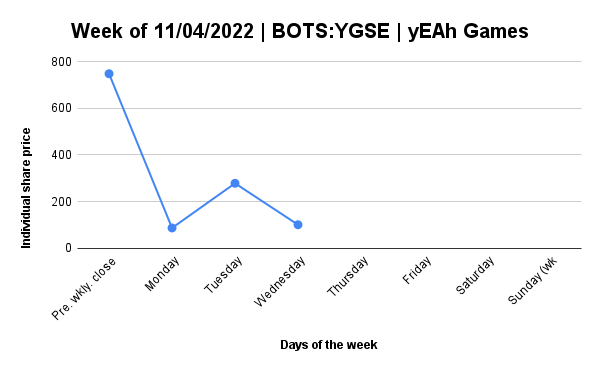 Week of 11/04/2022 | BOTS:YGSE | yEAh Games
Individual share price
800
600
400
200
0
Pre. wkly. close
Monday
Tuesday
Wednesday
Thursday
Friday
Saturday
Sunday (wk
Days of the week